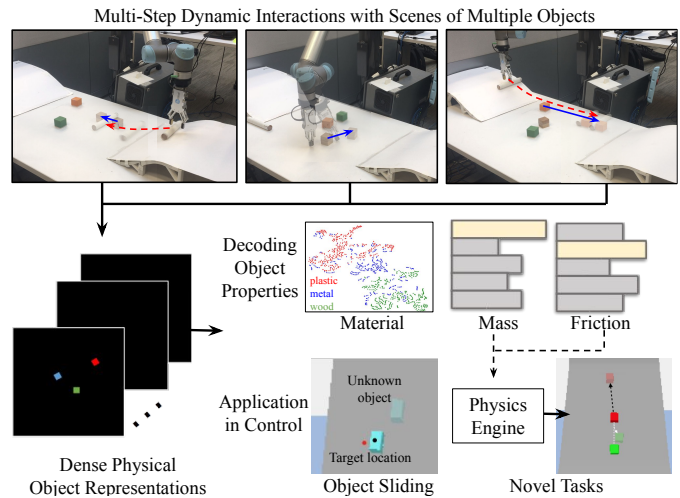 Multi-Step Dynamic Interactions with Scenes of Multiple Objects
Decoding
Object
Properties
plastic
metal
wood
Material
Mass
Friction
Application
in Control
Unknown
object
Target location
Physics
Engine
Dense Physical
Object Representations
Object Sliding
Novel Tasks